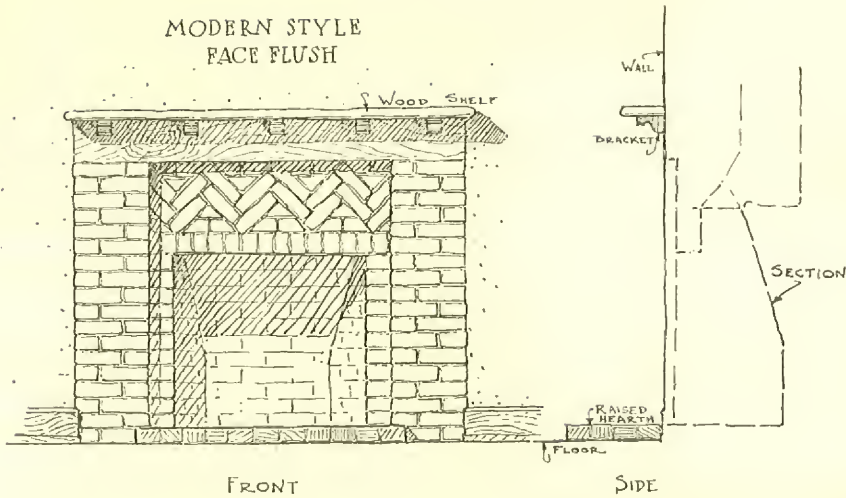 MODERN STYLE
FACE FLUSH
WOOD SHELF
WALL
BRACKET
SECTION
RAISED
HEARTH
FLOOR
FRONT
SIDE